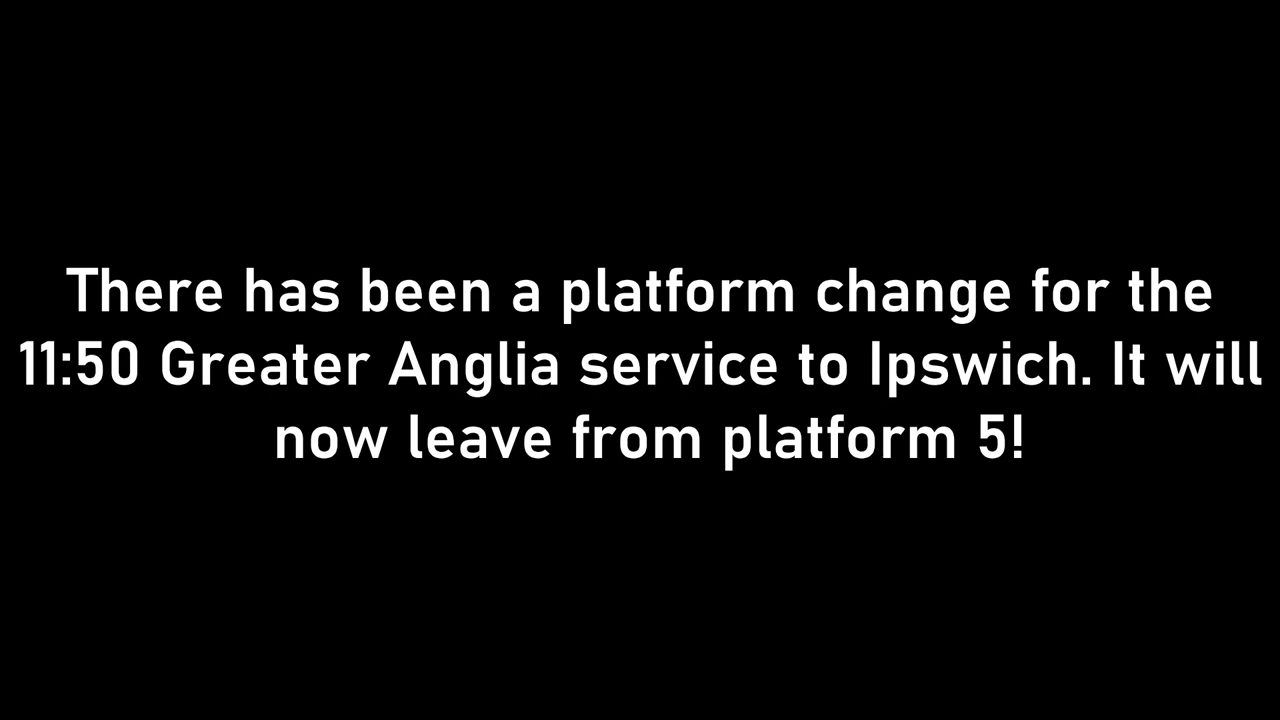 There has been a platform change for the
11:50 Greater Anglia service to Ipswich. It will
now leave from platform 5!